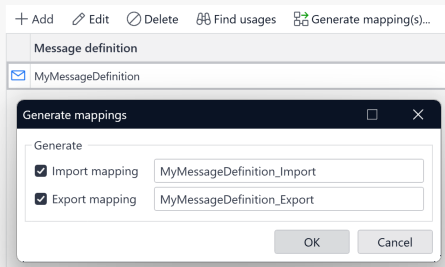 Add Edit Delete Find usages Generate mapping(s)...
Message definition
MyMessageDefinition
Generate mappings
Generate
Import mapping MyMessageDefinition_Import
Export mapping MyMessageDefinition_Export
OK Cancel